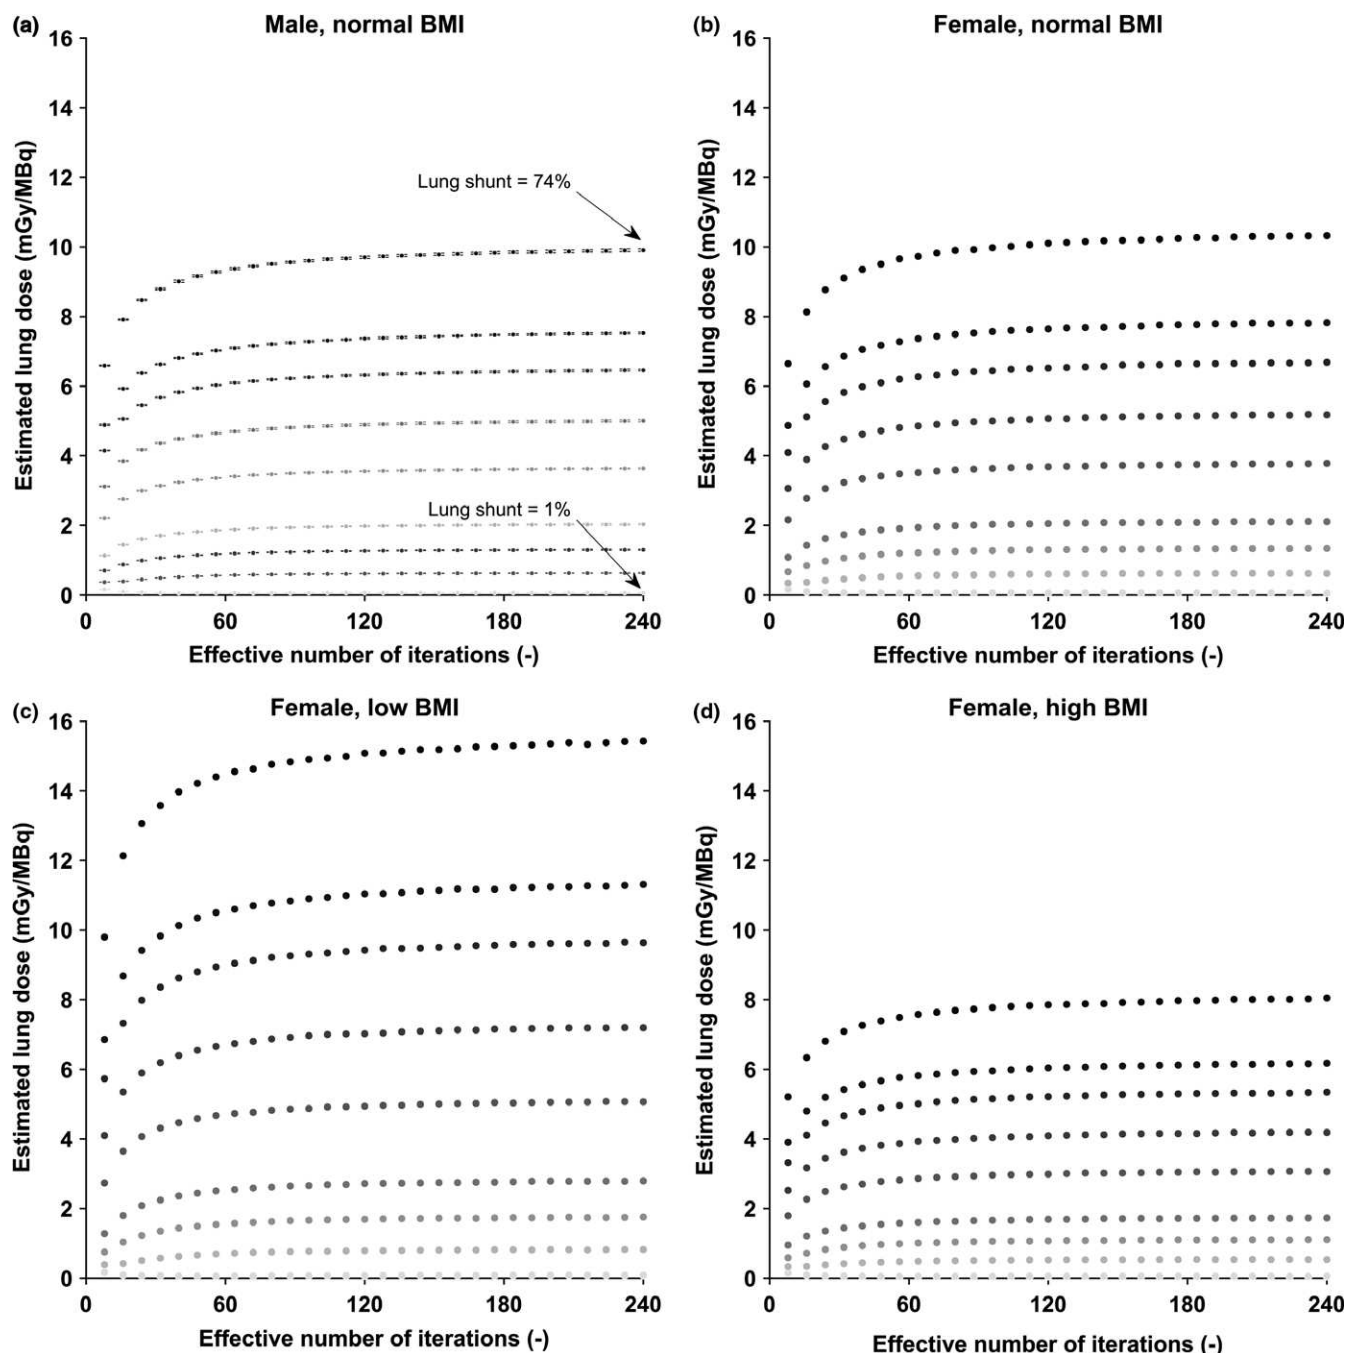 (a) Male, normal BMI
16
14
12
10
8
6
4
2
0
Estimated lung dose (mGy/MBq)
Lung shunt = 74%
Lung shunt = 1%
0 60 120 180 240
Effective number of iterations (-)
(b) Female, normal BMI
16
14
12
10
8
6
4
2
0
Estimated lung dose (mGy/MBq)
0 60 120 180 240
Effective number of iterations (-)
(c) Female, low BMI
16
14
12
10
8
6
4
2
0
Estimated lung dose (mGy/MBq)
0 60 120 180 240
Effective number of iterations (-)
(d) Female, high BMI
16
14
12
10
8
6
4
2
0
Estimated lung dose (mGy/MBq)
0 60 120 180 240
Effective number of iterations (-)